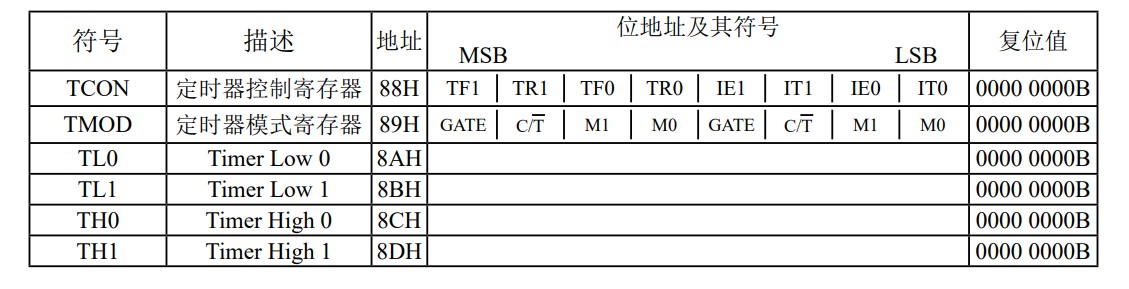 符号 描述 地址 位地址及其符号 复位值
MSB LSB
TCON 定时器控制寄存器 88H TF1 TR1 TF0 TR0 IE1 IT1 IE0 IT0 0000 0000B
TMOD 定时器模式寄存器 89H GATE C/T̅ M1 M0 GATE C/T̅ M1 M0 0000 0000B
TL0 Timer Low 0 8AH 0000 0000B
TL1 Timer Low 1 8BH 0000 0000B
TH0 Timer High 0 8CH 0000 0000B
TH1 Timer High 1 8DH 0000 0000B